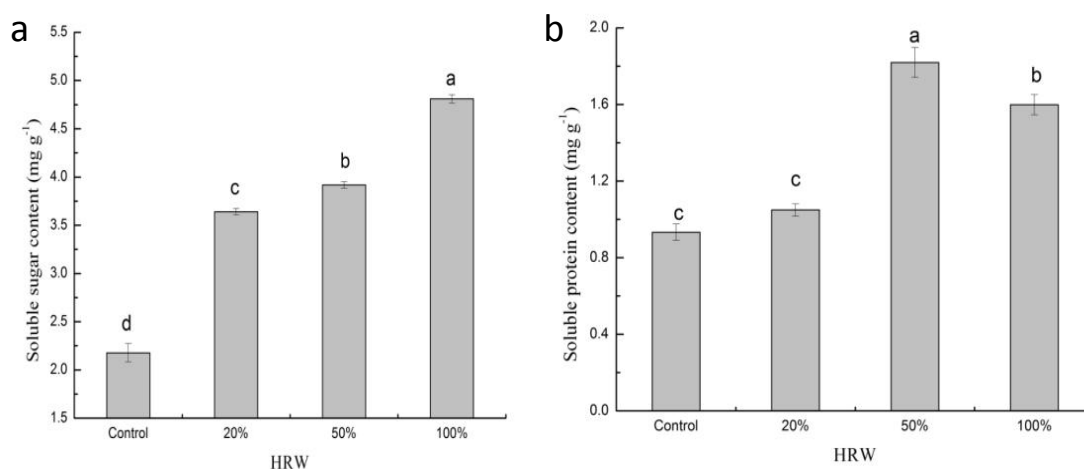 a
Soluble sugar content (mg g⁻¹)
5.5
5.0
4.5
4.0
3.5
3.0
2.5
2.0
1.5
d
c
b
a
Control 20% 50% 100%
HRW
b
Soluble protein content (mg g⁻¹)
2.0
1.6
1.2
0.8
0.4
0.0
c
c
a
b
Control 20% 50% 100%
HRW